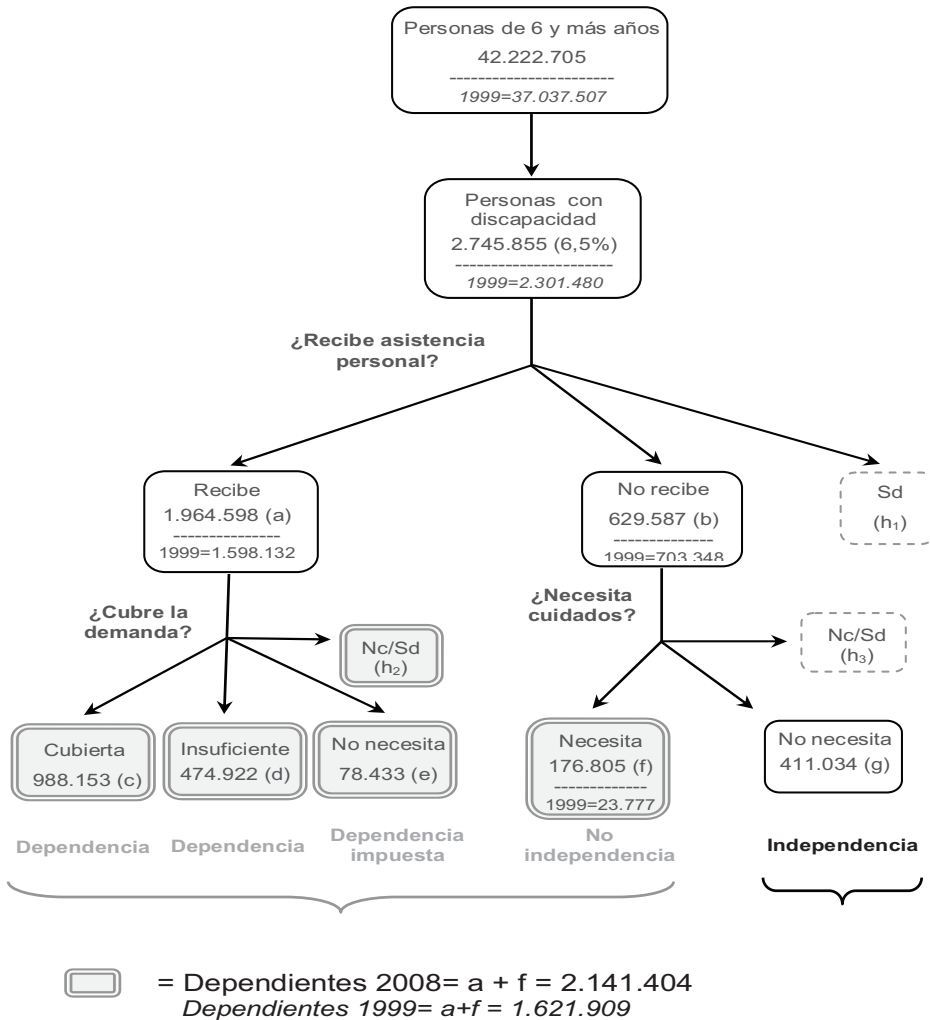 Personas de 6 y más años
42.222.705
-----------------------
1999=37.037.507
Personas con
discapacidad
2.745.855 (6,5%)
----------------------
1999=2.301.480
¿Recibe asistencia
personal?
Recibe
1.964.598 (a)
---------------
1999=1.598.132
No recibe
629.587 (b)
--------------
1999=703.348
Sd
(h₁)
¿Cubre la
demanda?
Nc/Sd
(h₂)
¿Necesita
cuidados?
Nc/Sd
(h₃)
Cubierta
988.153 (c)
Insuficiente
474.922 (d)
No necesita
78.433 (e)
Necesita
176.805 (f)
-------------
1999=23.777
No necesita
411.034 (g)
Dependencia
Dependencia
Dependencia
impuesta
No
independencia
Independencia
= Dependientes 2008= a + f = 2.141.404
Dependientes 1999= a+f = 1.621.909